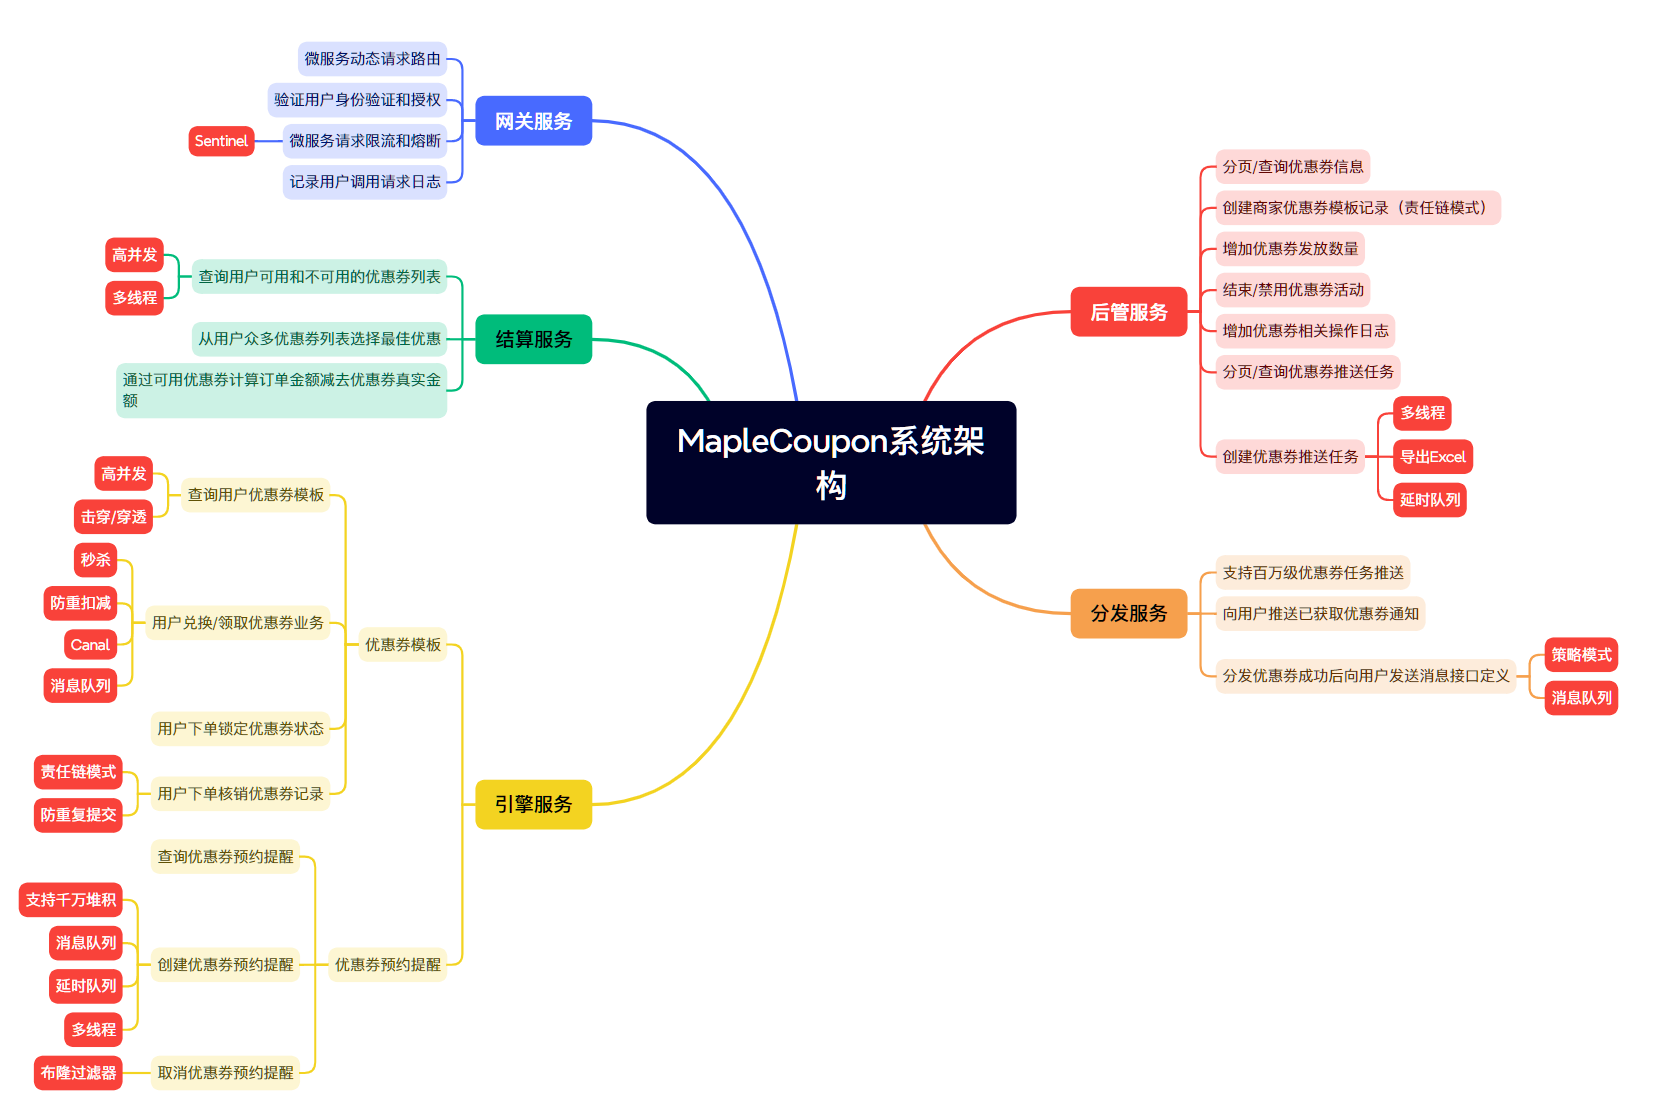 MapleCoupon系统架
构
网关服务
微服务动态请求路由
验证用户身份验证和授权
微服务请求限流和熔断
Sentinel
记录用户调用请求日志
结算服务
查询用户可用和不可用的优惠券列表
高并发
多线程
从用户众多优惠券列表选择最佳优惠
通过可用优惠券计算订单金额减去优惠券真实金
额
引擎服务
优惠券模板
查询用户优惠券模板
高并发
击穿/穿透
用户兑换/领取优惠券业务
秒杀
防重扣减
Canal
消息队列
用户下单锁定优惠券状态
用户下单核销优惠券记录
责任链模式
防重复提交
优惠券预约提醒
查询优惠券预约提醒
创建优惠券预约提醒
支持千万堆积
消息队列
延时队列
多线程
取消优惠券预约提醒
布隆过滤器
后管服务
分页/查询优惠券信息
创建商家优惠券模板记录（责任链模式）
增加优惠券发放数量
结束/禁用优惠券活动
增加优惠券相关操作日志
分页/查询优惠券推送任务
创建优惠券推送任务
多线程
导出Excel
延时队列
分发服务
支持百万级优惠券任务推送
向用户推送已获取优惠券通知
分发优惠券成功后向用户发送消息接口定义
策略模式
消息队列